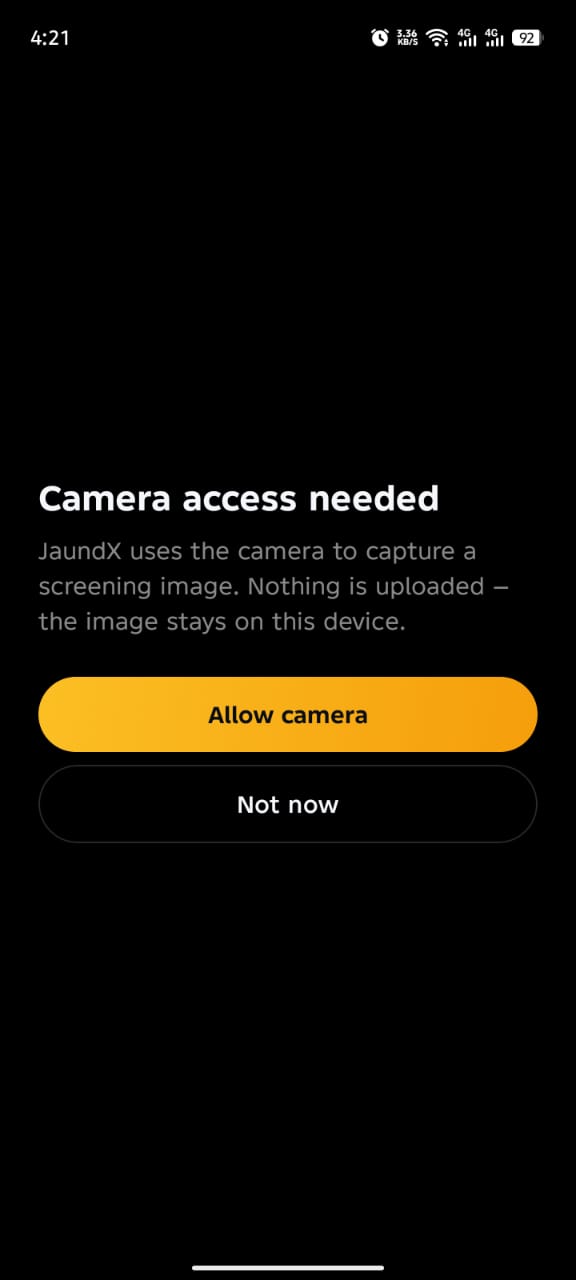 4:21
3.36
KB/S
4G
4G
92
Camera access needed
JaundX uses the camera to capture a
screening image. Nothing is uploaded –
the image stays on this device.
Allow camera
Not now